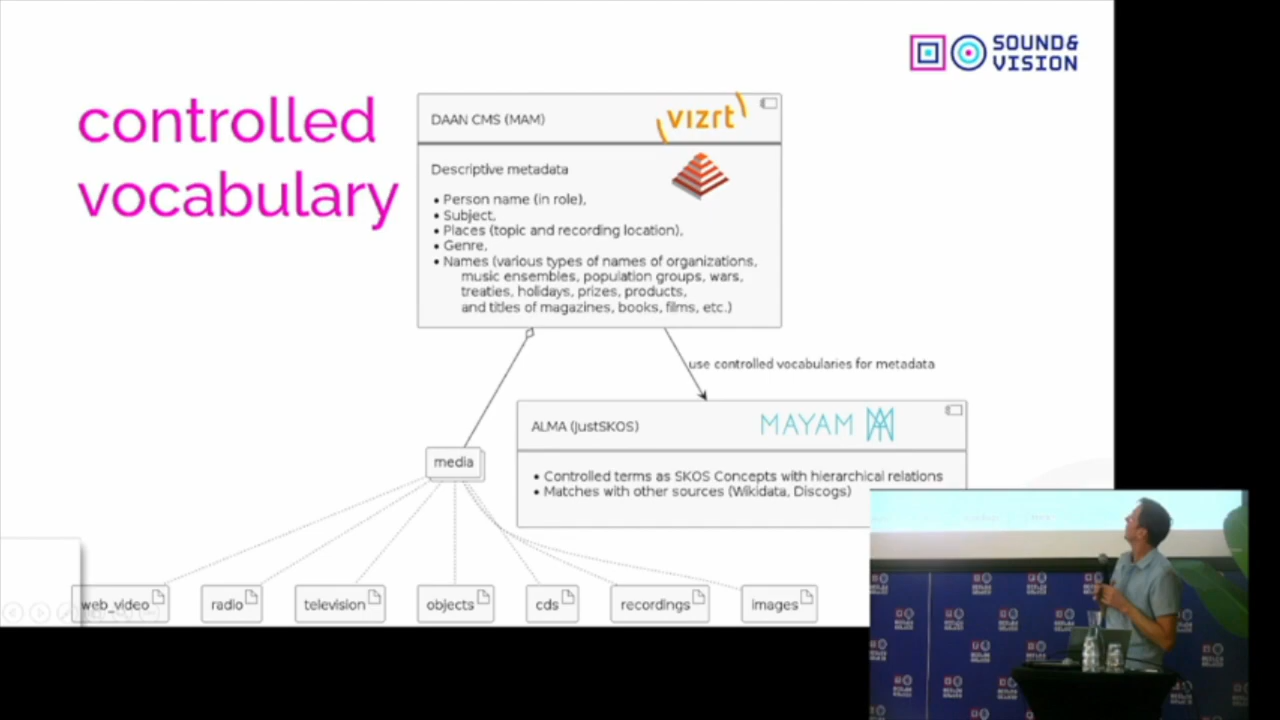 SOUND&
VISION
controlled
vocabulary
DAAN CMS (MAM)
vizrt
Descriptive metadata
• Person name (in role),
• Subject,
• Places (topic and recording location),
• Genre,
• Names (various types of names of organizations,
music ensembles, population groups, wars,
treaties, holidays, prizes, products,
and titles of magazines, books, films, etc.)
use controlled vocabularies for metadata
ALMA (JustSKOS)
MAYAM
• Controlled terms as SKOS Concepts with hierarchical relations
• Matches with other sources (Wikidata, Discogs)
media
web_video
radio
television
objects
cds
recordings
images